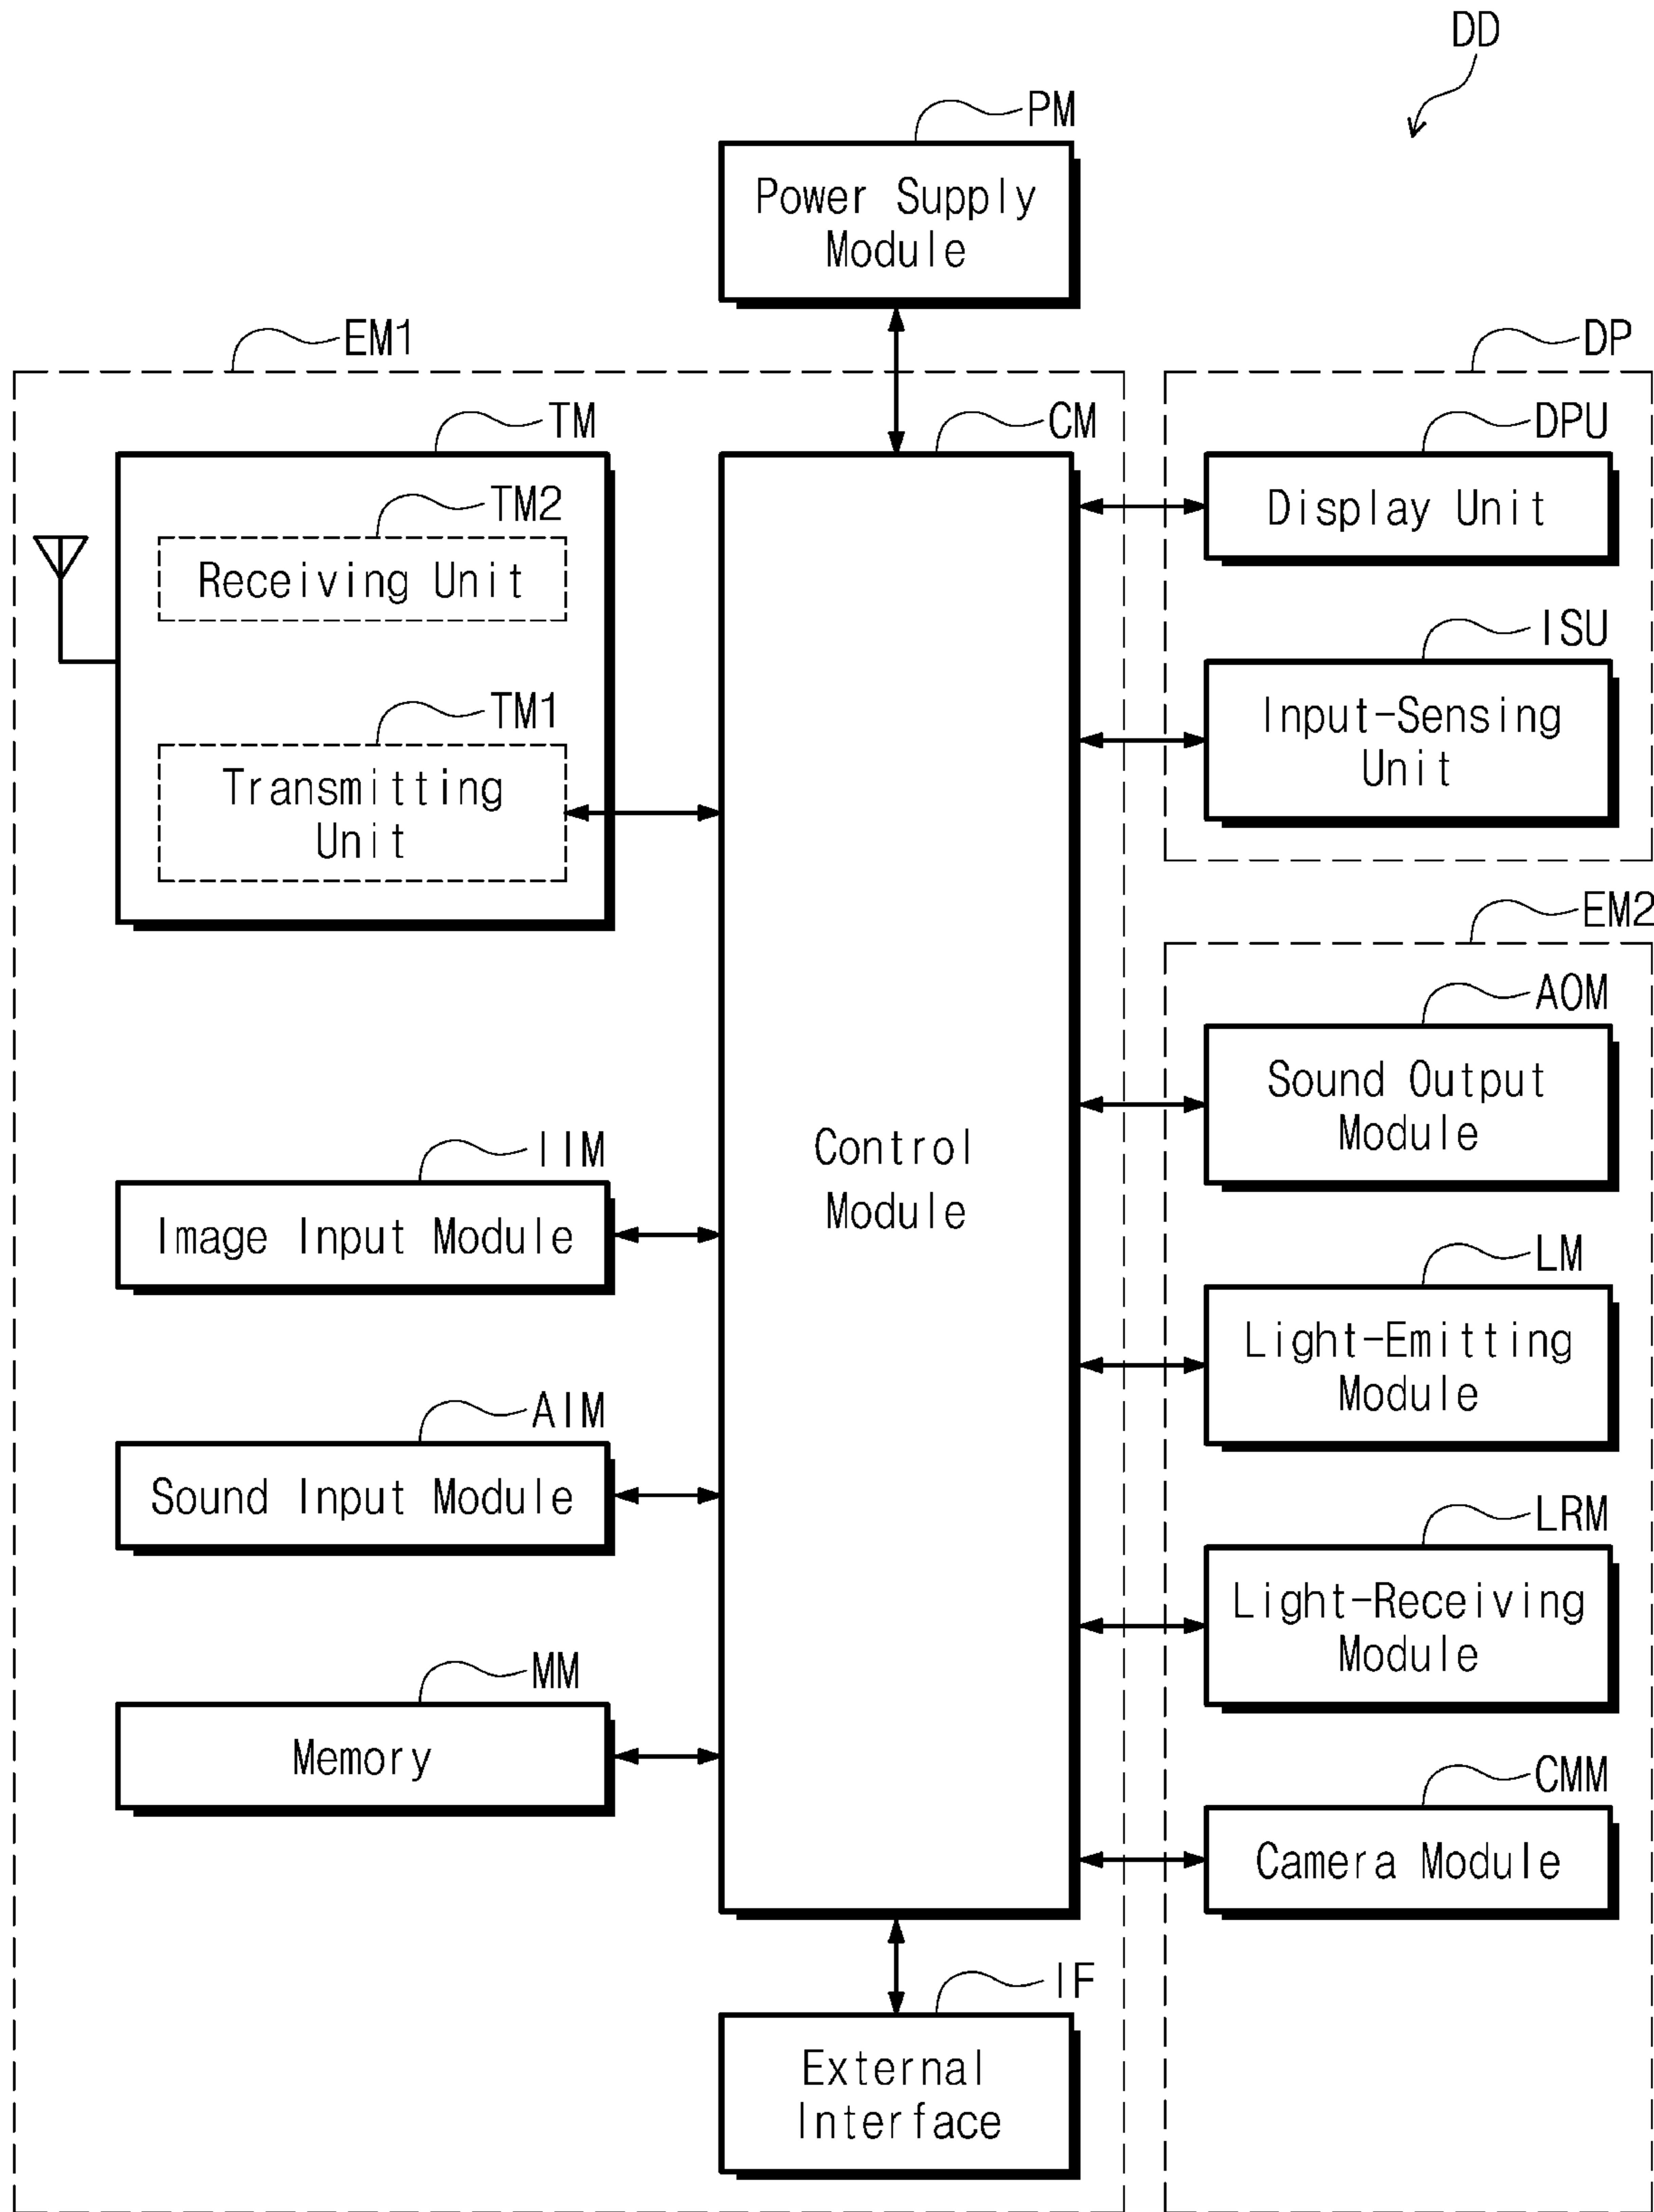 DD
PM
Power Supply
Module
EM1
DP
TM
CM
DPU
TM2
Display Unit
Receiving Unit
ISU
TM1
Input-Sensing
Unit
Transmitting
Unit
EM2
AOM
Sound Output
Module
Control
Module
IIM
Image Input Module
LM
Light-Emitting
Module
AIM
Sound Input Module
LRM
Light-Receiving
Module
MM
Memory
CMM
Camera Module
IF
External
Interface